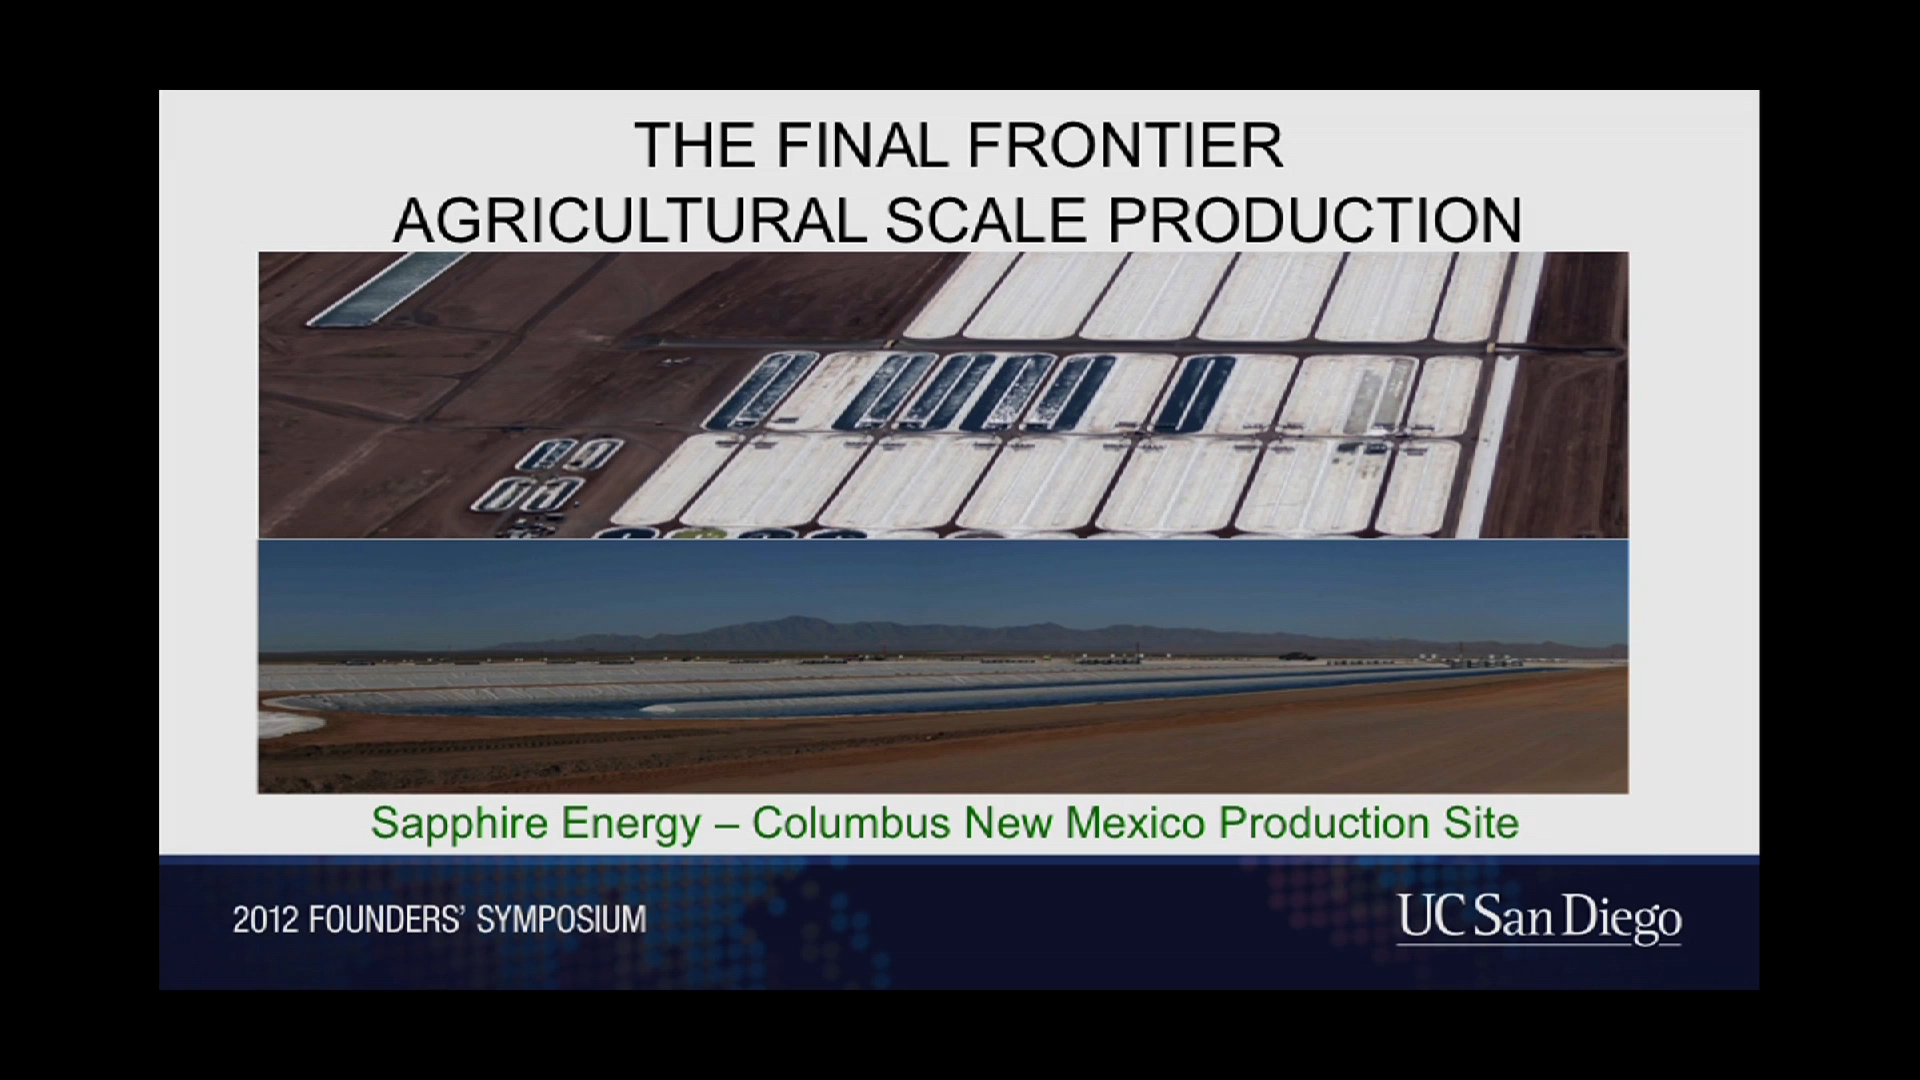 THE FINAL FRONTIER
AGRICULTURAL SCALE PRODUCTION
Sapphire Energy – Columbus New Mexico Production Site
2012 FOUNDERS’ SYMPOSIUM
UC San Diego